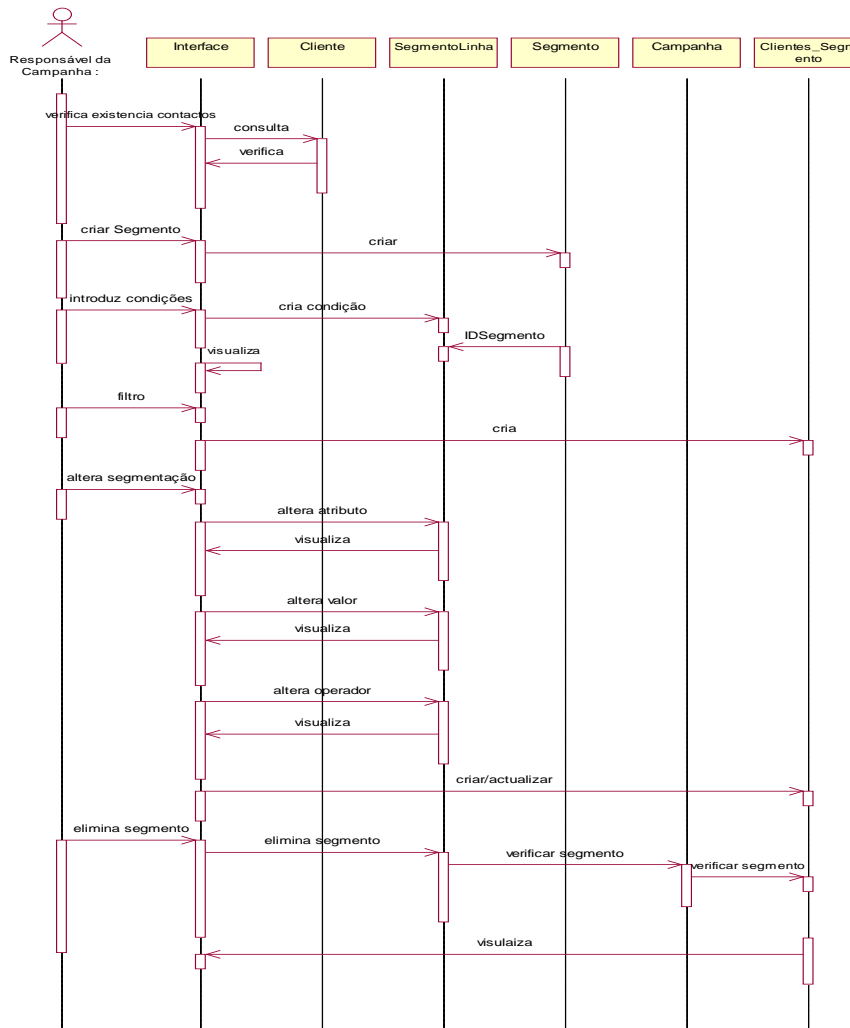 Responsável da
Campanha :
Interface
Cliente
SegmentoLinha
Segmento
Campanha
Clientes_Segm
ento
verifica existencia contactos
consulta
verifica
criar Segmento
criar
introduz condições
cria condição
IDSegmento
visualiza
filtro
cria
altera segmentação
altera atributo
visualiza
altera valor
visualiza
altera operador
visualiza
criar/actualizar
elimina segmento
elimina segmento
verificar segmento
verificar segmento
visulaiza